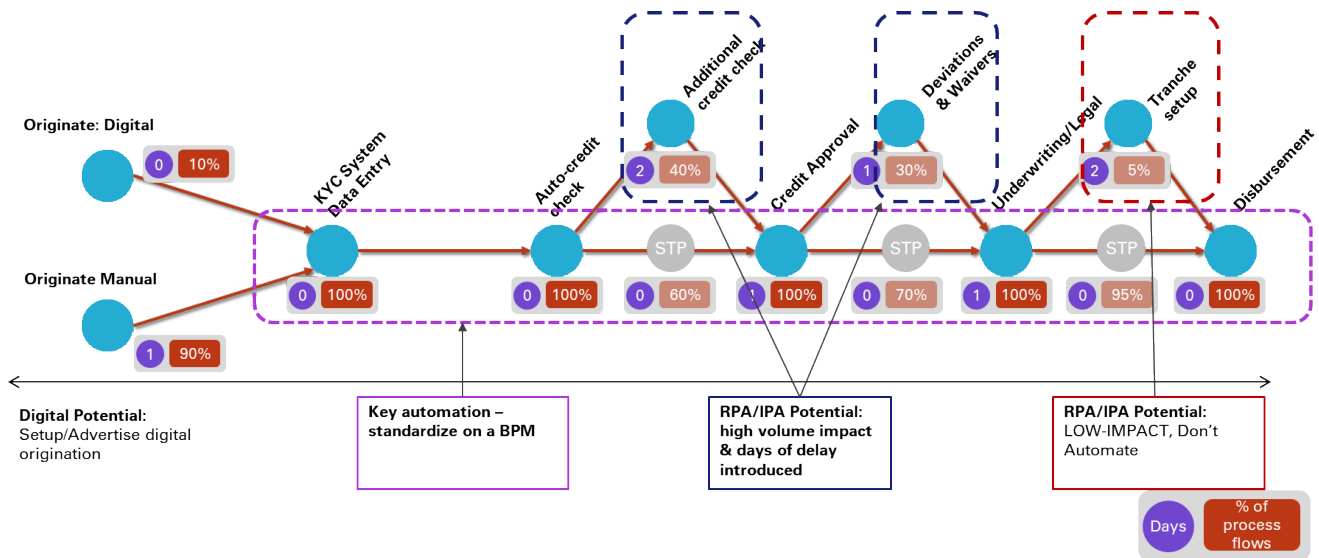 Additional
credit check
Deviations
& Waivers
Tranche
setup
Originate: Digital
0 10%
KYC System
Data Entry
Auto-credit
check
2 40%
Credit Approval
1 30%
Underwriting/Legal
2 5%
Disbursement
STP
STP
STP
Originate Manual
0 100%
0 100%
0 60%
1 100%
0 70%
1 100%
0 95%
0 100%
1 90%
Digital Potential:
Setup/Advertise digital
origination
Key automation –
standardize on a BPM
RPA/IPA Potential:
high volume impact
& days of delay
introduced
RPA/IPA Potential:
LOW-IMPACT, Don't
Automate
Days
% of
process
flows